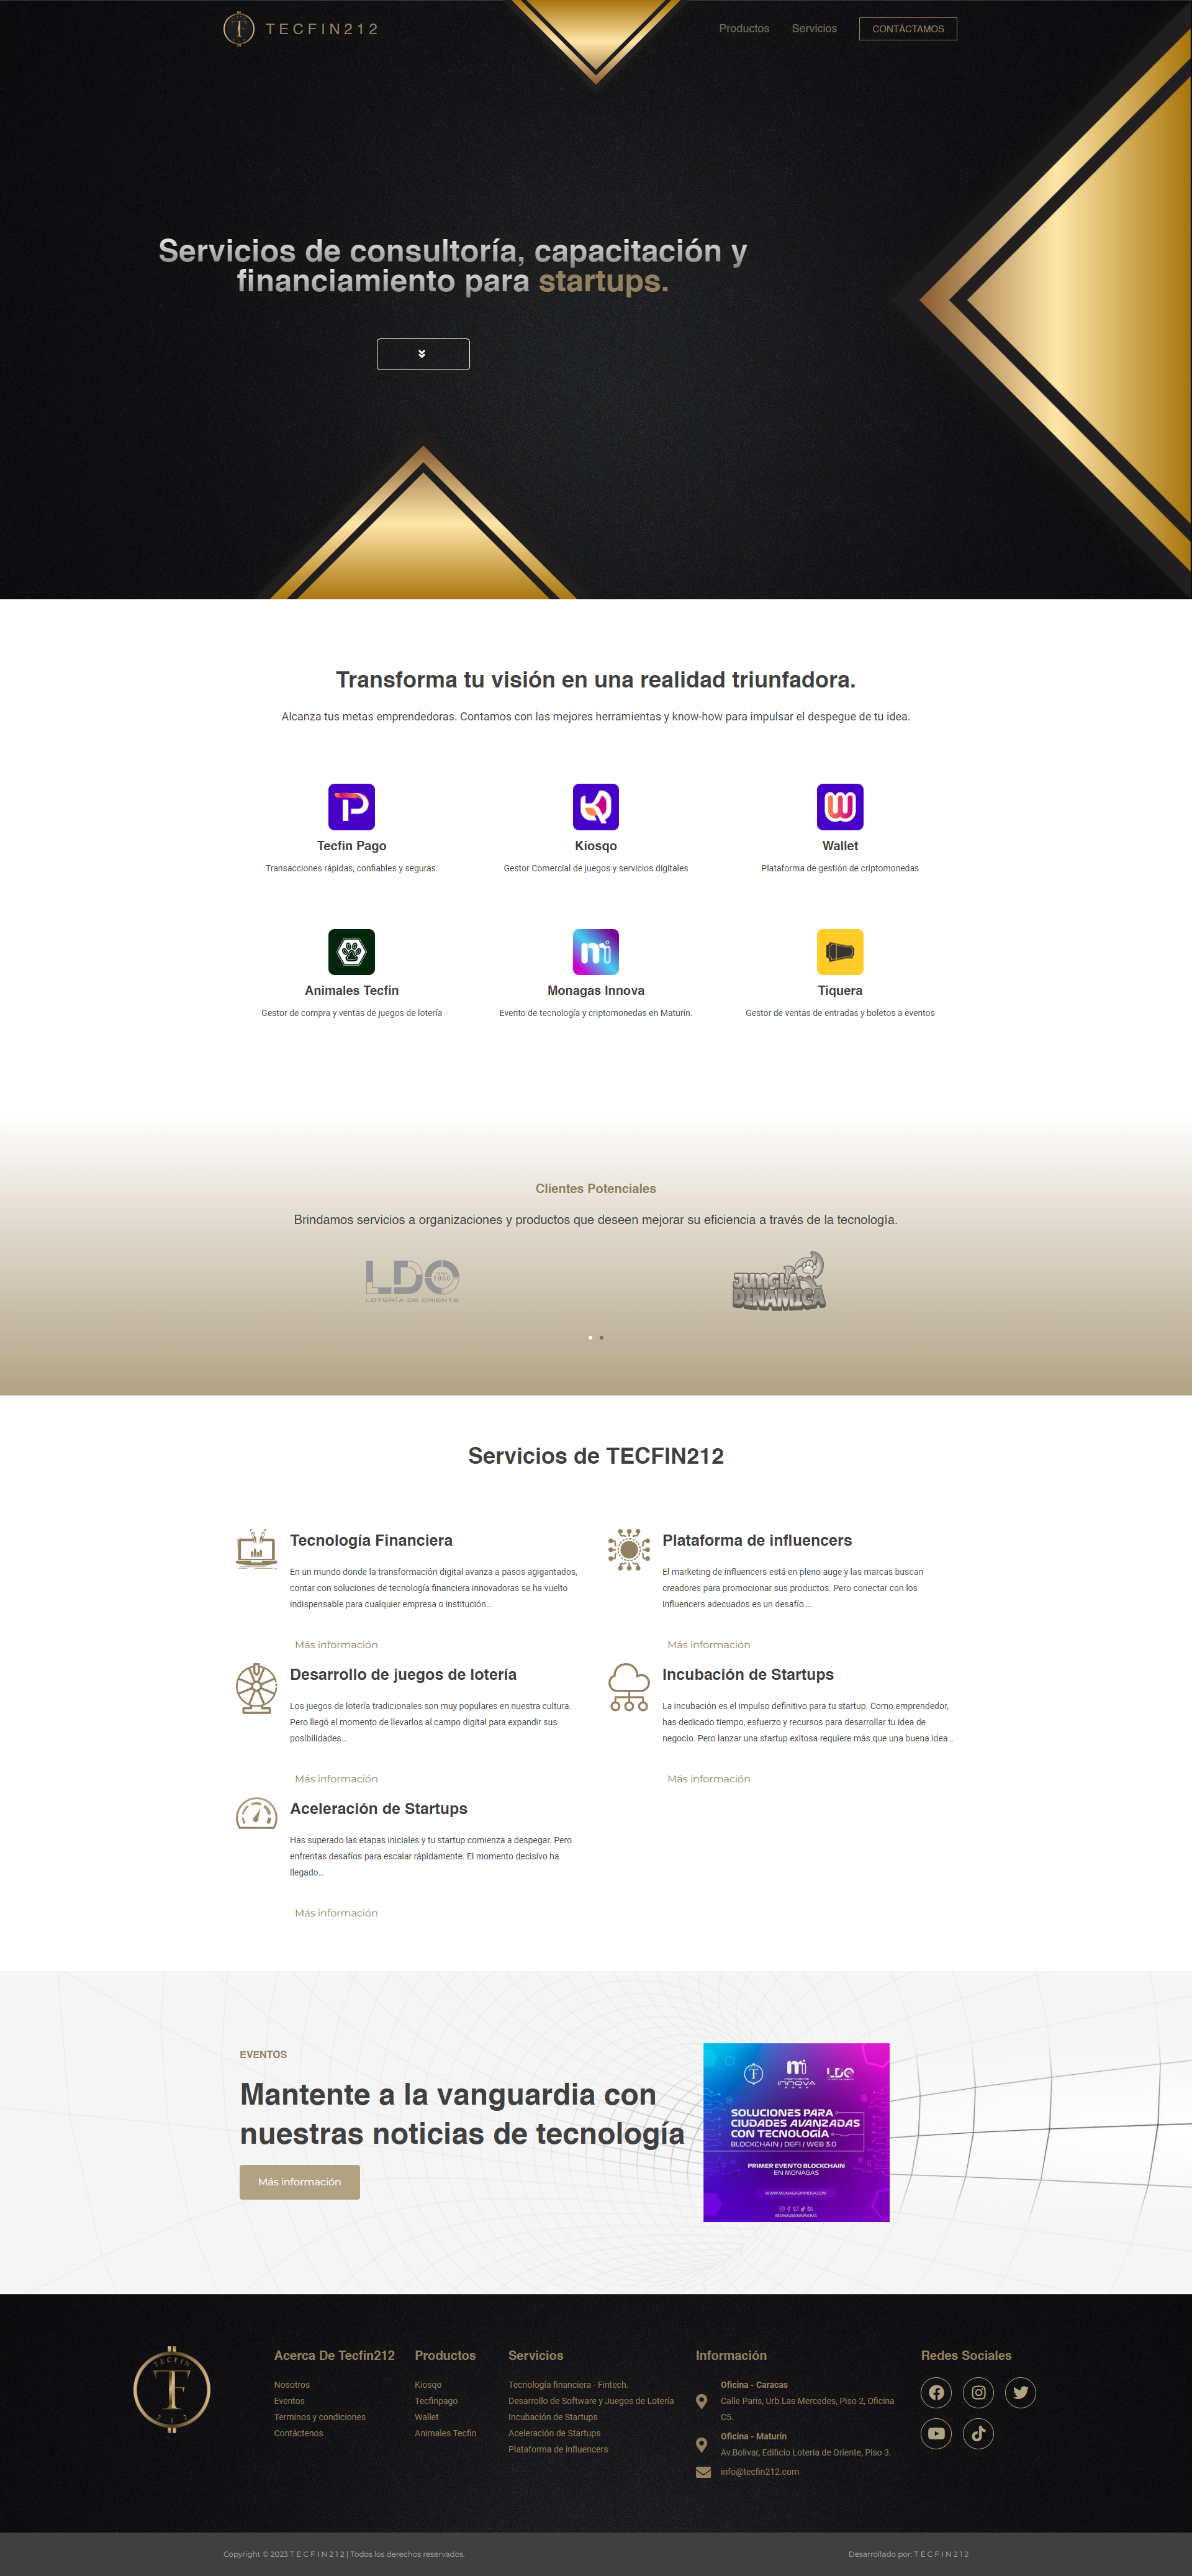 TECFIN212
Productos
Servicios
CONTÁCTAMOS
Servicios de consultoría, capacitación y
financiamiento para startups.
Transforma tu visión en una realidad triunfadora.
Alcanza tus metas emprendedoras. Contamos con las mejores herramientas y know-how para impulsar el despegue de tu idea.
Tecfin Pago
Transacciones rápidas, confiables y seguras.
Kiosqo
Gestor Comercial de juegos y servicios digitales
Wallet
Plataforma de gestión de criptomonedas
Animales Tecfin
Gestor de compra y ventas de juegos de lotería
Monagas Innova
Evento de tecnología y criptomonedas en Maturín.
Tiquera
Gestor de ventas de entradas y boletos a eventos
Clientes Potenciales
Brindamos servicios a organizaciones y productos que deseen mejorar su eficiencia a través de la tecnología.
LDO
1950
LOTERÍA DE ORIENTE
JUNGLA
DINAMICA
Servicios de TECFIN212
Tecnología Financiera
En un mundo donde la transformación digital avanza a pasos agigantados,
contar con soluciones de tecnología financiera innovadoras se ha vuelto
indispensable para cualquier empresa o institución...
Más información
Plataforma de influencers
El marketing de influencers está en pleno auge y las marcas buscan
creadores para promocionar sus productos. Pero conectar con los
influencers adecuados es un desafío....
Más información
Desarrollo de juegos de lotería
Los juegos de lotería tradicionales son muy populares en nuestra cultura.
Pero llegó el momento de llevarlos al campo digital para expandir sus
posibilidades...
Más información
Incubación de Startups
La incubación es el impulso definitivo para tu startup. Como emprendedor,
has dedicado tiempo, esfuerzo y recursos para desarrollar tu idea de
negocio. Pero lanzar una startup exitosa requiere más que una buena idea...
Más información
Aceleración de Startups
Has superado las etapas iniciales y tu startup comienza a despegar. Pero
enfrentas desafíos para escalar rápidamente. El momento decisivo ha
llegado...
Más información
EVENTOS
Mantente a la vanguardia con
nuestras noticias de tecnología
Más información
INNOVA
LDO
SOLUCIONES PARA
CIUDADES AVANZADAS
CON TECNOLOGÍA
BLOCKCHAIN / DEFI / WEB 3.0
PRIMER EVENTO BLOCKCHAIN
EN MONAGAS
WWW.MONAGASINNOVA.COM
MONAGASINNOVA
TECFIN
T
2 1 2
Acerca De Tecfin212
Nosotros
Eventos
Terminos y condiciones
Contáctenos
Productos
Kiosqo
Tecfinpago
Wallet
Animales Tecfin
Servicios
Tecnología financiera - Fintech.
Desarrollo de Software y Juegos de Lotería
Incubación de Startups
Aceleración de Startups
Plataforma de influencers
Información
Oficina - Caracas
Calle Paris, Urb.Las Mercedes, Piso 2, Oficina
C5.
Oficina - Maturín
Av.Bolivar, Edificio Lotería de Oriente, Piso 3.
info@tecfin212.com
Redes Sociales
Copyright © 2023 T E C F I N 2 1 2 | Todos los derechos reservados.
Desarrollado por: T E C F I N 2 1 2